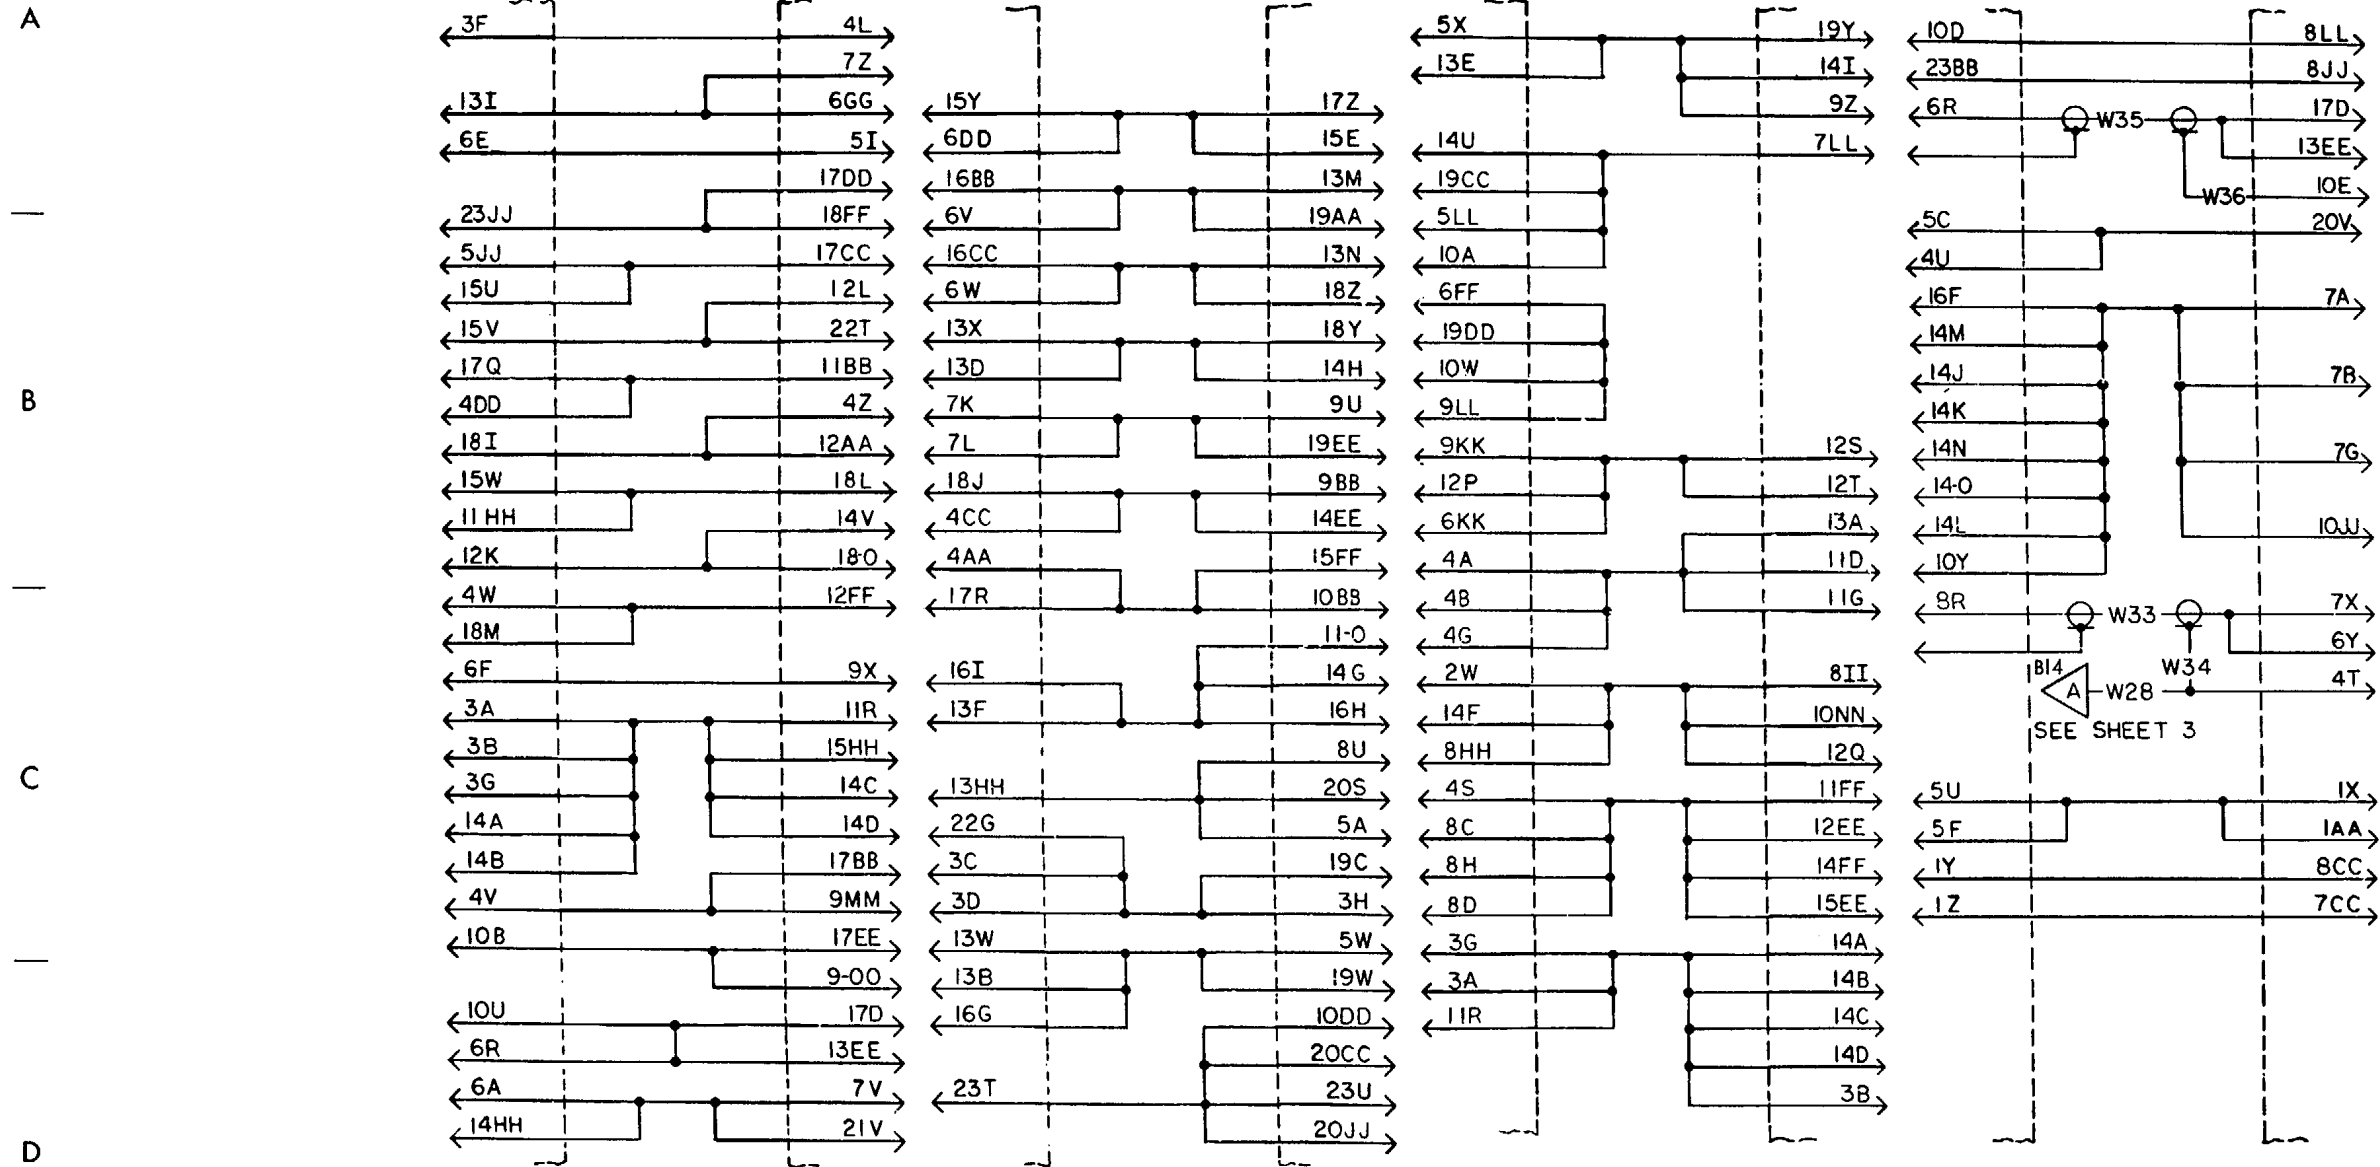 A
B
C
D
3F 4L
7Z
13I 6GG
6E 5I
17DD
23JJ 18FF
5JJ 17CC
15U 12L
15V 22T
17Q 11BB
4DD 4Z
18I 12AA
15W 18L
11HH 14V
12K 18-O
4W 12FF
18M
6F 9X
3A 11R
3B 15HH
3G 14C
14A 14D
14B 17BB
4V 9MM
10B 17EE
9-00
10U 17D
6R 13EE
6A 7V
14HH 21V
15Y 17Z
6DD 15E
16BB 13M
6V 19AA
16CC 13N
6W 18Z
13X 18Y
13D 14H
7K 9U
7L 19EE
18J 9BB
4CC 14EE
4AA 15FF
17R 10BB
11-O
16I 14G
13F 16H
8U
13HH 20S
22G 5A
3C 19C
3D 3H
13W 5W
13B 19W
16G 10DD
20CC
23T 23U
20JJ
5X 19Y
13E 14I
9Z
14U 7LL
19CC
5LL
10A
6FF
19DD
10W
9LL
9KK 12S
12P 12T
6KK 13A
4A 11D
4B 11G
4G
2W 8II
14F 10NN
8HH 12Q
4S 11FF
8C 12EE
8H 14FF
8D 15EE
3G 14A
3A 14B
11R 14C
14D
3B
10D 8LL
23BB 8JJ
6R W35 17D
13EE
W36 10E
5C 20V
4U
16F 7A
14M
14J 7B
14K
14N 7G
14-O
14L 10JJ
10Y
8R W33 7X
6Y
B14 W34
A W28 4T
SEE SHEET 3
5U 1X
5F 1AA
1Y 8CC
1Z 7CC